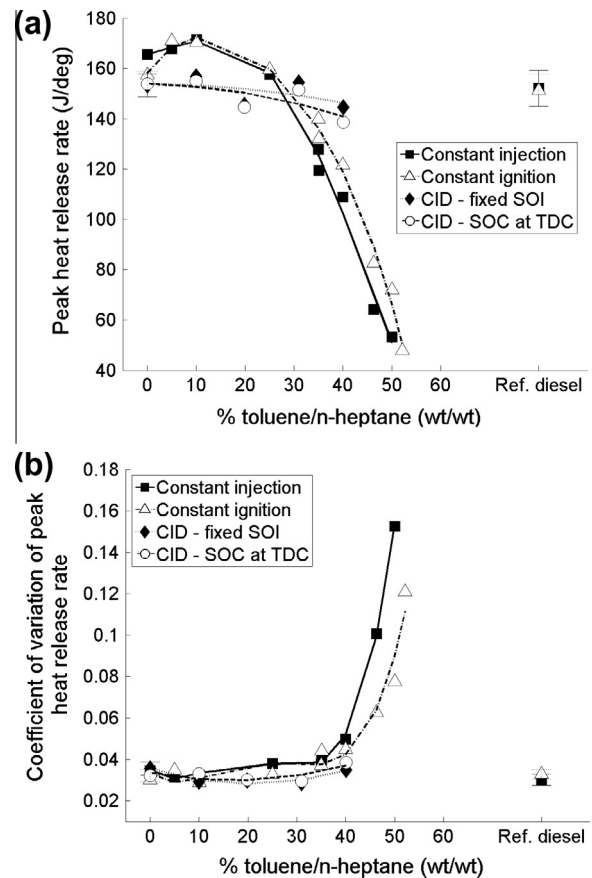 (a)
Peak heat release rate (J/deg)
180
160
140
120
100
80
60
40
Constant injection
Constant ignition
CID - fixed SOI
CID - SOC at TDC
0 10 20 30 40 50 60 Ref. diesel
% toluene/n-heptane (wt/wt)
(b)
Coefficient of variation of peak
heat release rate
0.18
0.16
0.14
0.12
0.1
0.08
0.06
0.04
0.02
Constant injection
Constant ignition
CID - fixed SOI
CID - SOC at TDC
0 10 20 30 40 50 60 Ref. diesel
% toluene/n-heptane (wt/wt)